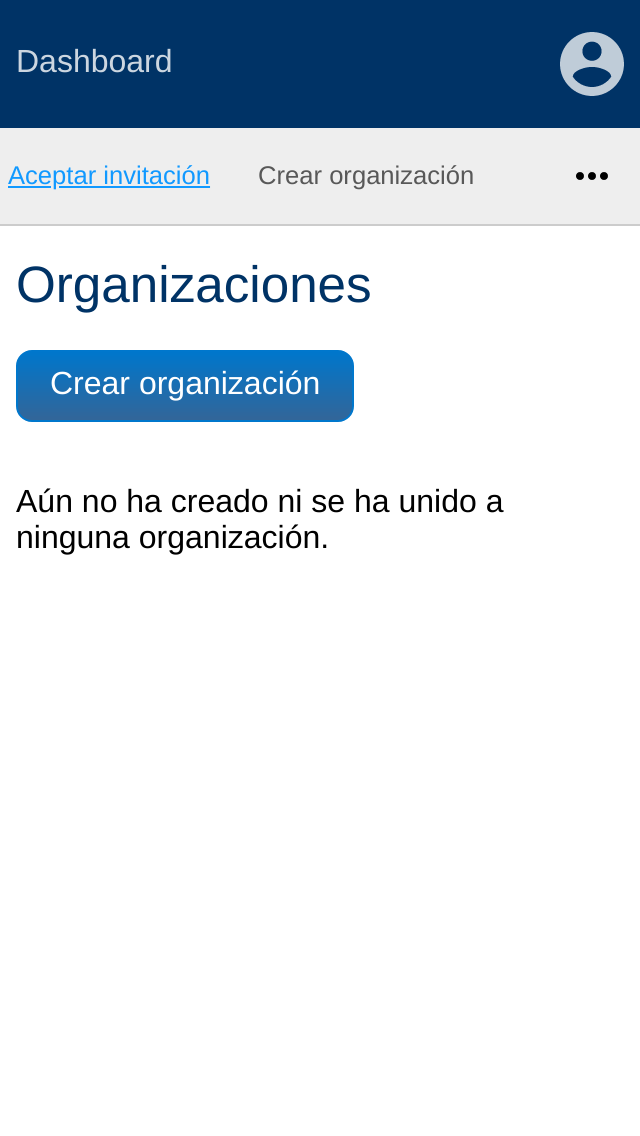 Dashboard
Aceptar invitación
Crear organización
Organizaciones
Crear organización
Aún no ha creado ni se ha unido a
ninguna organización.